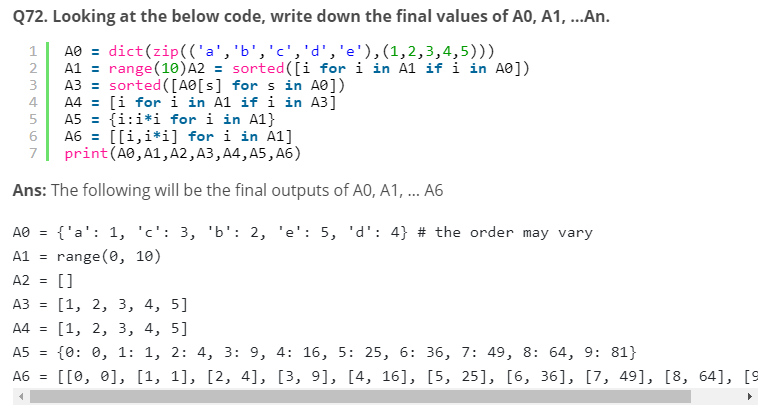 Q72. Looking at the below code, write down the final values of A0, A1, ...An.
1 A0 = dict(zip(('a','b','c','d','e'),(1,2,3,4,5)))
2 A1 = range(10)A2 = sorted([i for i in A1 if i in A0])
3 A3 = sorted([A0[s] for s in A0])
4 A4 = [i for i in A1 if i in A3]
5 A5 = {i:i*i for i in A1}
6 A6 = [[i,i*i] for i in A1]
7 print(A0,A1,A2,A3,A4,A5,A6)
Ans: The following will be the final outputs of A0, A1, ... A6
A0 = {'a': 1, 'c': 3, 'b': 2, 'e': 5, 'd': 4} # the order may vary
A1 = range(0, 10)
A2 = []
A3 = [1, 2, 3, 4, 5]
A4 = [1, 2, 3, 4, 5]
A5 = {0: 0, 1: 1, 2: 4, 3: 9, 4: 16, 5: 25, 6: 36, 7: 49, 8: 64, 9: 81}
A6 = [[0, 0], [1, 1], [2, 4], [3, 9], [4, 16], [5, 25], [6, 36], [7, 49], [8, 64], [9